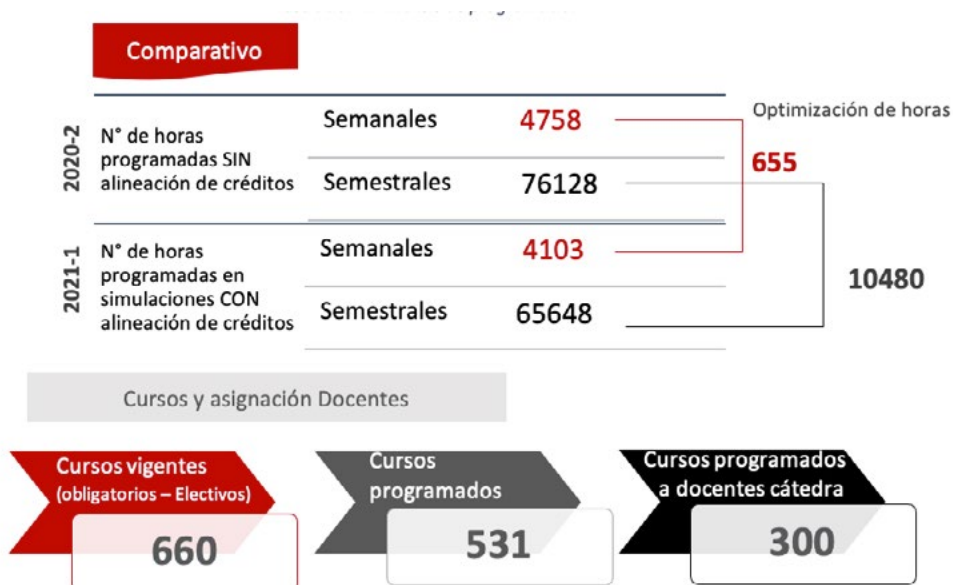 Comparativo
2020-2
N° de horas
programadas SIN
alineación de créditos
Semanales 4758
Semestrales 76128
Optimización de horas
655
2021-1
N° de horas
programadas en
simulaciones CON
alineación de créditos
Semanales 4103
Semestrales 65648
10480
Cursos y asignación Docentes
Cursos vigentes
(obligatorios – Electivos)
660
Cursos
programados
531
Cursos programados
a docentes cátedra
300